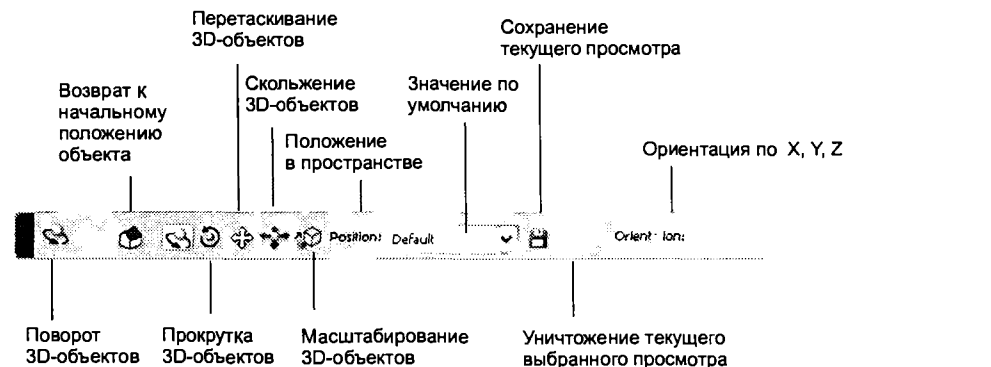 Перетаскивание
3D-объектов
Сохранение
текущего просмотра
Возврат к
начальному
положению
объекта
Скольжение
3D-объектов
Значение по
умолчанию
Положение
в пространстве
Ориентация по X, Y, Z
Position:
Default
Поворот
3D-объектов
Прокрутка
3D-объектов
Масштабирование
3D-объектов
Уничтожение текущего
выбранного просмотра